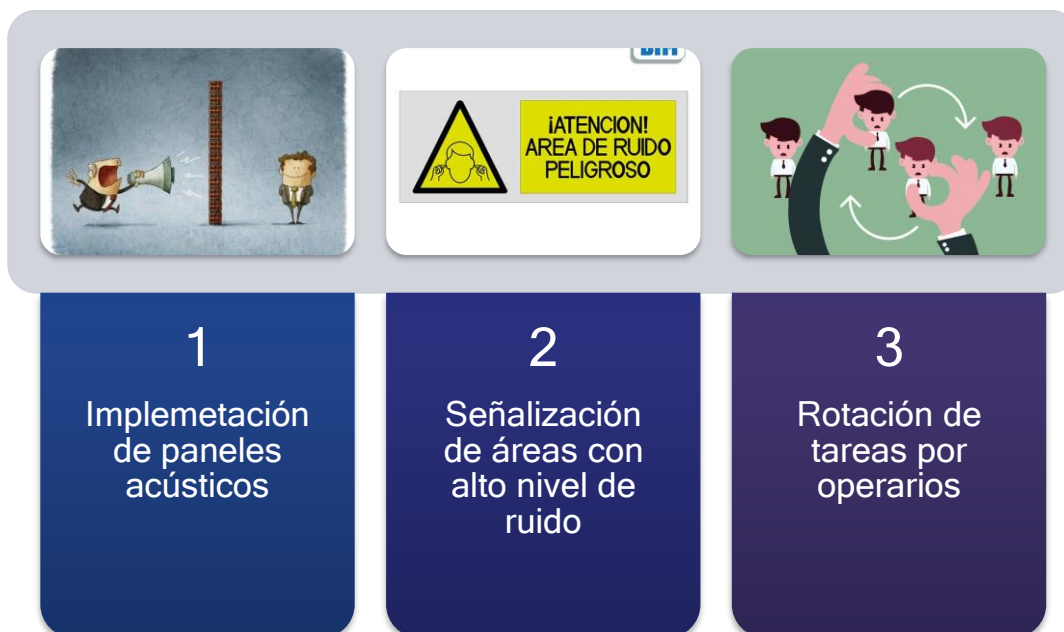 ¡ATENCION!
AREA DE RUIDO
PELIGROSO
1
Implemetación
de paneles
acústicos
2
Señalización
de áreas con
alto nivel de
ruido
3
Rotación de
tareas por
operarios